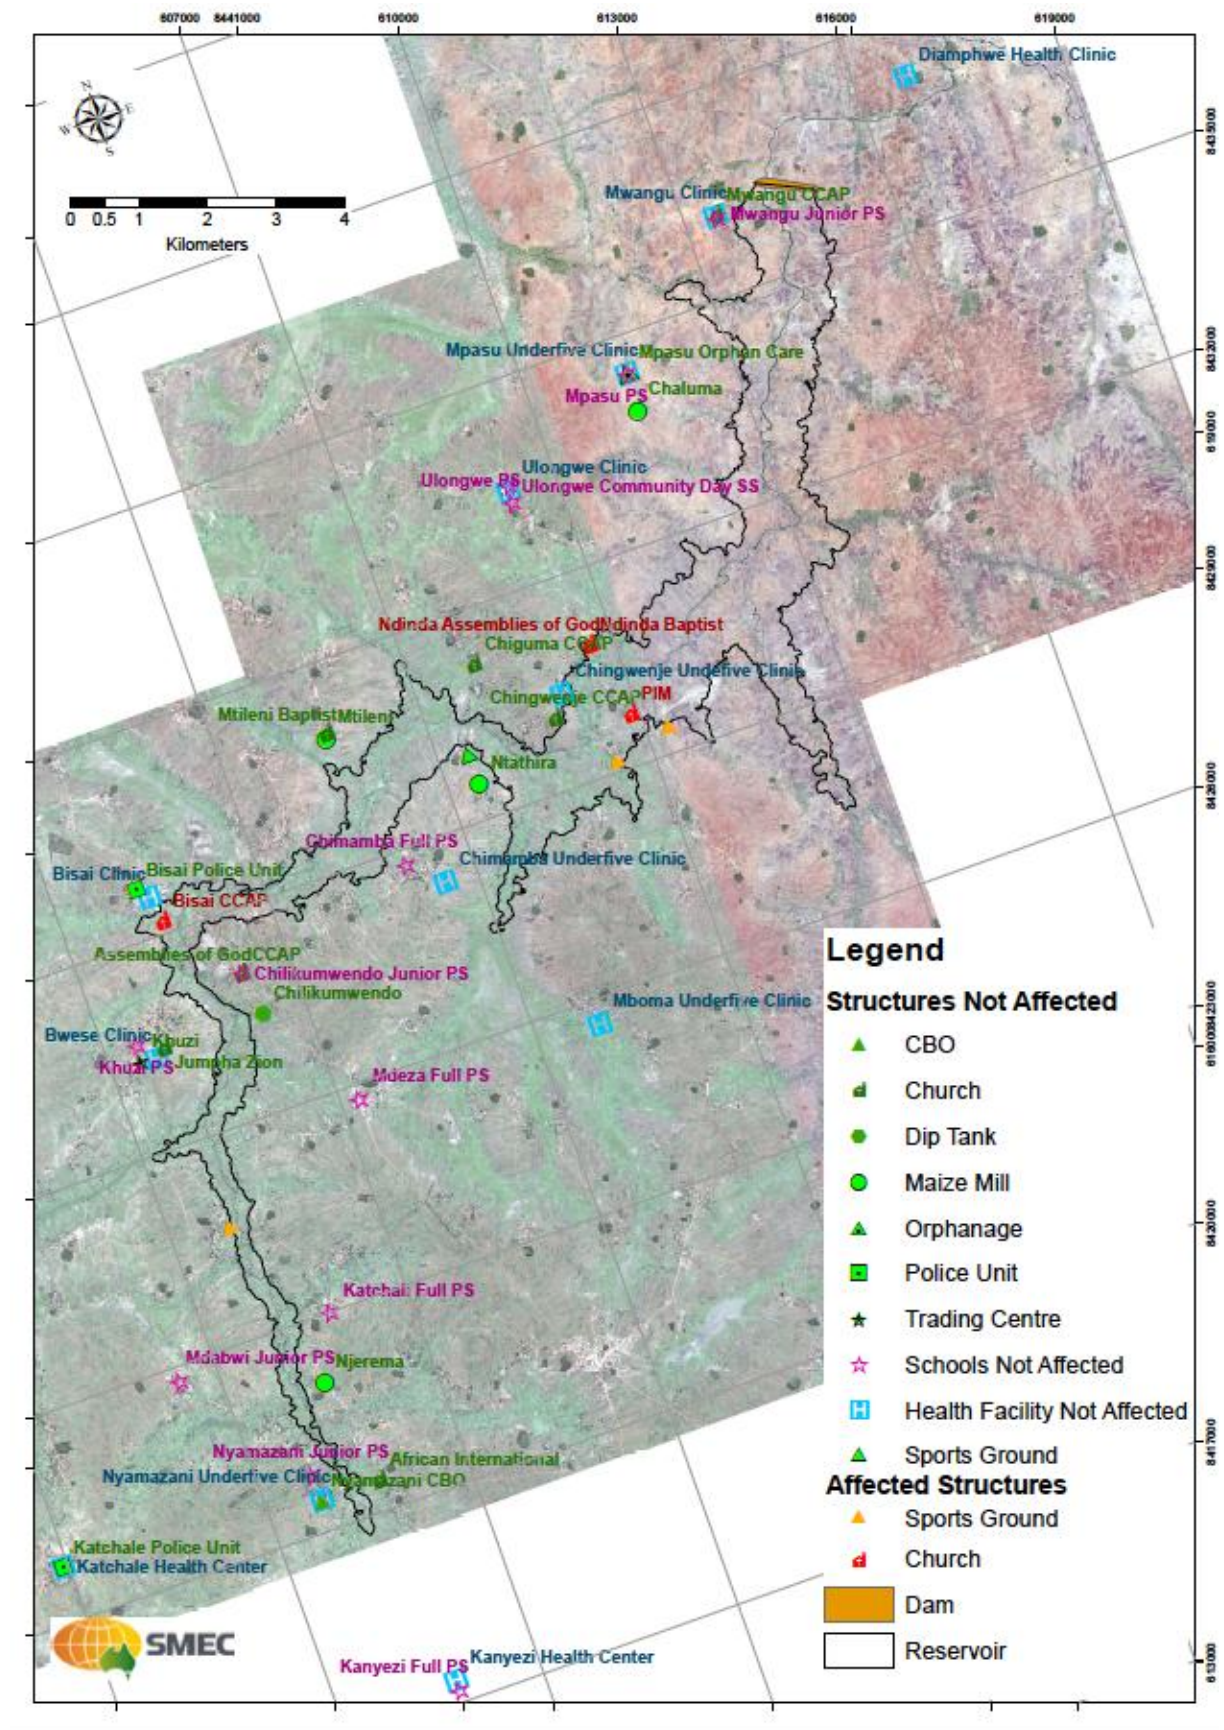 607000 8441000 610000 613000 616000 619000
Diamphwe Health Clinic
N
W E
S
8435000
Mwangu Clinic Mwangu CCAP
Mwangu Junior PS
0 0.5 1 2 3 4
Kilometers
8432000
Mpasu Underfive Clinic Mpasu Orphan Care
Mpasu PS Chaluma
619000
Ulongwe Clinic
Ulongwe PS Ulongwe Community Day SS
8429000
Ndinda Assemblies of God Ndinda Baptist
Chiguma CCAP
Chingwenje Undefive Clinic
Chingwenje CCAP PIM
Mtileni Baptist Mtileni
Ntathira
8426000
Chimamba Full PS
Chimamba Underfive Clinic
Bisai Clinic Bisai Police Unit
Bisai CCAP
Assemblies of God CCAP
Chilikumwendo Junior PS
Chilikumwendo
Mboma Underfive Clinic
8423000
616000
Bwese Clinic Khuzi
Khuzi PS Jumpha Zion
Mdeza Full PS
8420000
Katchali Full PS
Mdabwi Junior PS Njerema
8417000
Nyamazani Junior PS African International
Nyamazani Underfive Clinic Nyamazani CBO
Katchale Police Unit
Katchale Health Center
SMEC
Kanyezi Full PS Kanyezi Health Center
613000
Legend
Structures Not Affected
CBO
Church
Dip Tank
Maize Mill
Orphanage
Police Unit
Trading Centre
Schools Not Affected
Health Facility Not Affected
Sports Ground
Affected Structures
Sports Ground
Church
Dam
Reservoir